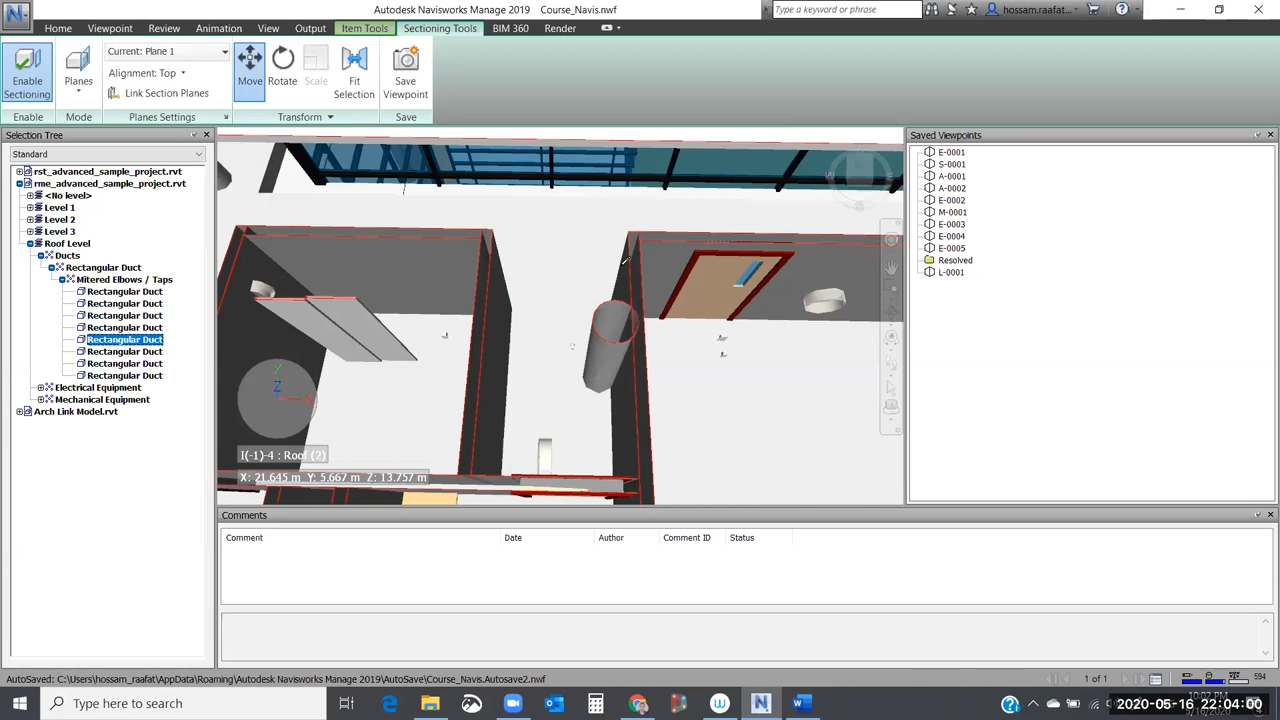 Autodesk Navisworks Manage 2019 Course_Navis.nwf
Type a keyword or phrase
hossam.raafat...
Home Viewpoint Review Animation View Output Item Tools Sectioning Tools BIM 360 Render
Enable Sectioning
Planes
Current: Plane 1
Alignment: Top
Link Section Planes
Move Rotate Scale Fit Selection Save Viewpoint
Enable Mode Planes Settings Transform Save
Selection Tree
Standard
rst_advanced_sample_project.rvt
rme_advanced_sample_project.rvt
<No level>
Level 1
Level 2
Level 3
Roof Level
Ducts
Rectangular Duct
Mitered Elbows / Taps
Rectangular Duct
Rectangular Duct
Rectangular Duct
Rectangular Duct
Rectangular Duct
Rectangular Duct
Rectangular Duct
Rectangular Duct
Electrical Equipment
Mechanical Equipment
Arch Link Model.rvt
Y
Z
I(-1)-4 : Roof (2)
X: 21.645 m Y: 5.667 m Z: 13.757 m
Saved Viewpoints
E-0001
S-0001
A-0001
A-0002
E-0002
M-0001
E-0003
E-0004
E-0005
Resolved
L-0001
Comments
Comment Date Author Comment ID Status
AutoSaved: C:\Users\hossam_raafat\AppData\Roaming\Autodesk Navisworks Manage 2019\AutoSave\Course_Navis.Autosave2.nwf
1 of 1
594
Type here to search
10:02 PM
2020-05-16 22:04:00